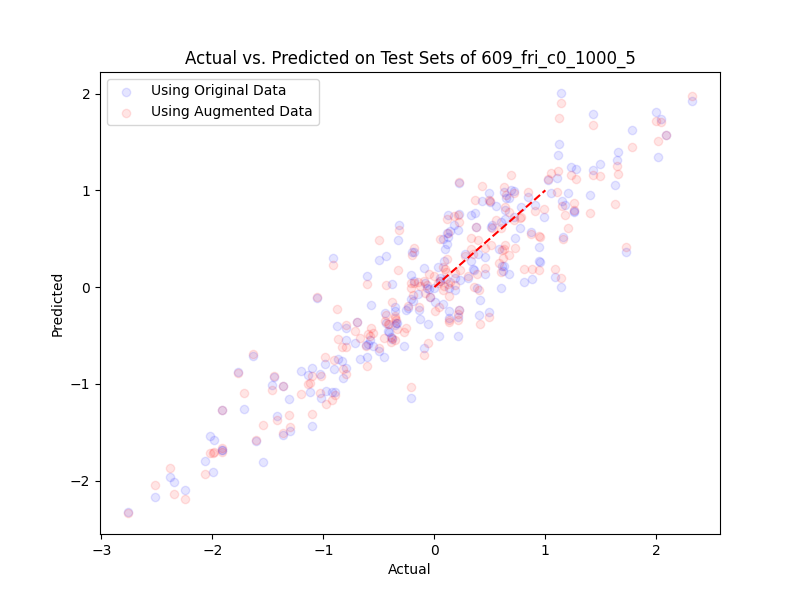 Actual vs. Predicted on Test Sets of 609_fri_c0_1000_5
Using Original Data
Using Augmented Data
2
1
0
−1
−2
Predicted
−3
−2
−1
0
1
2
Actual